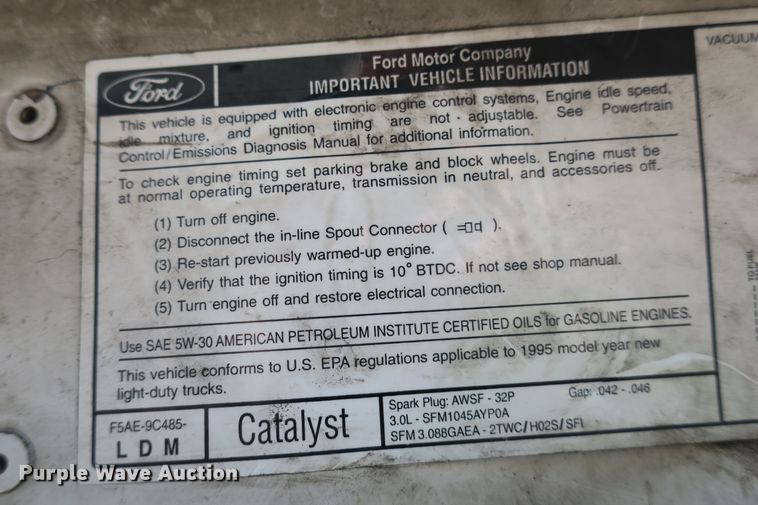 Ford
Ford Motor Company
IMPORTANT VEHICLE INFORMATION
VACUUM
This vehicle is equipped with electronic engine control systems, Engine idle speed,
idle mixture, and ignition timing are not adjustable. See Powertrain
Control/Emissions Diagnosis Manual for additional information.
To check engine timing set parking brake and block wheels. Engine must be
at normal operating temperature, transmission in neutral, and accessories off.
(1) Turn off engine.
(2) Disconnect the in-line Spout Connector ( ).
(3) Re-start previously warmed-up engine.
(4) Verify that the ignition timing is 10° BTDC. If not see shop manual.
(5) Turn engine off and restore electrical connection.
TO FUEL
Use SAE 5W-30 AMERICAN PETROLEUM INSTITUTE CERTIFIED OILS for GASOLINE ENGINES.
This vehicle conforms to U.S. EPA regulations applicable to 1995 model year new
light-duty trucks.
F5AE-9C485-
L D M
Catalyst
Spark Plug: AWSF - 32P Gap: .042 - .046
3.0L - SFM1045AYP0A
SFM 3.088GAEA - 2TWC/H02S/SFI
Purple Wave Auction